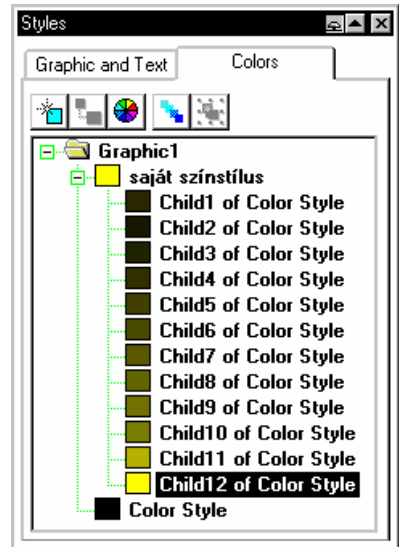 Styles
Graphic and Text Colors
Graphic1
saját színstílus
Child1 of Color Style
Child2 of Color Style
Child3 of Color Style
Child4 of Color Style
Child5 of Color Style
Child6 of Color Style
Child7 of Color Style
Child8 of Color Style
Child9 of Color Style
Child10 of Color Style
Child11 of Color Style
Child12 of Color Style
Color Style